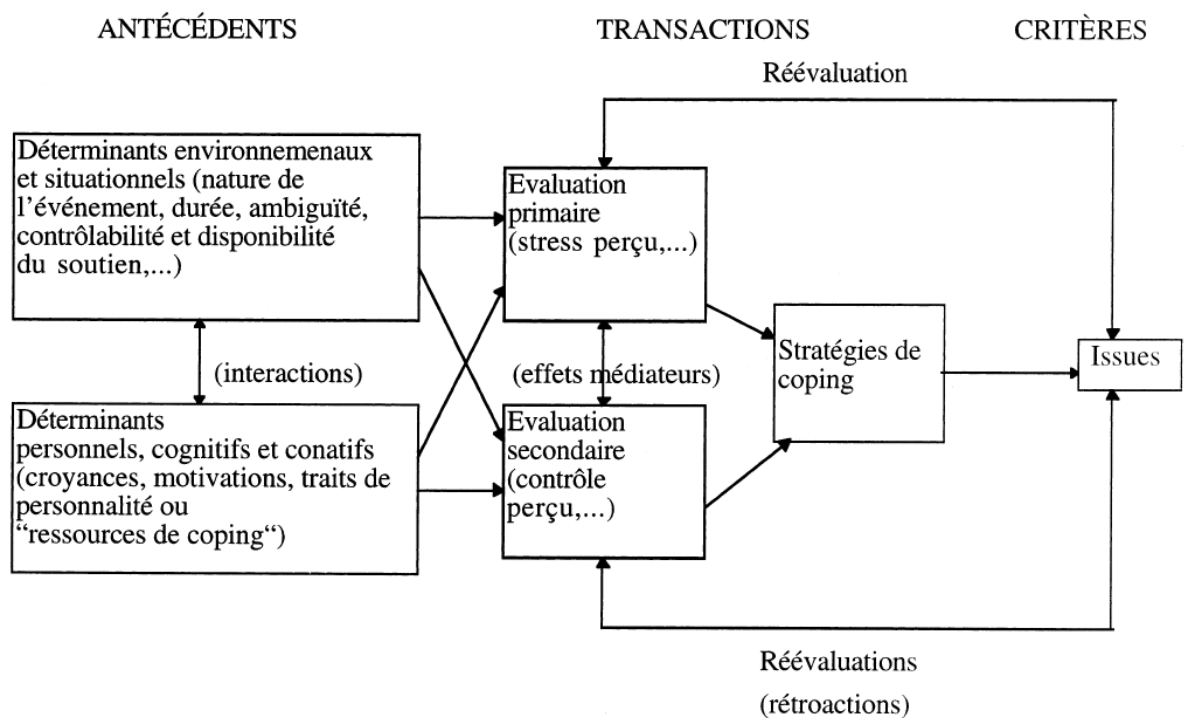 ANTÉCÉDENTS
TRANSACTIONS
CRITÈRES
Réévaluation
Déterminants environnemenaux
et situationnels (nature de
l’événement, durée, ambiguïté,
contrôlabilité et disponibilité
du soutien,...)
Evaluation
primaire
(stress perçu,...)
(interactions)
(effets médiateurs)
Stratégies de
coping
Issues
Déterminants
personnels, cognitifs et conatifs
(croyances, motivations, traits de
personnalité ou
“ressources de coping“)
Evaluation
secondaire
(contrôle
perçu,...)
Réévaluations
(rétroactions)